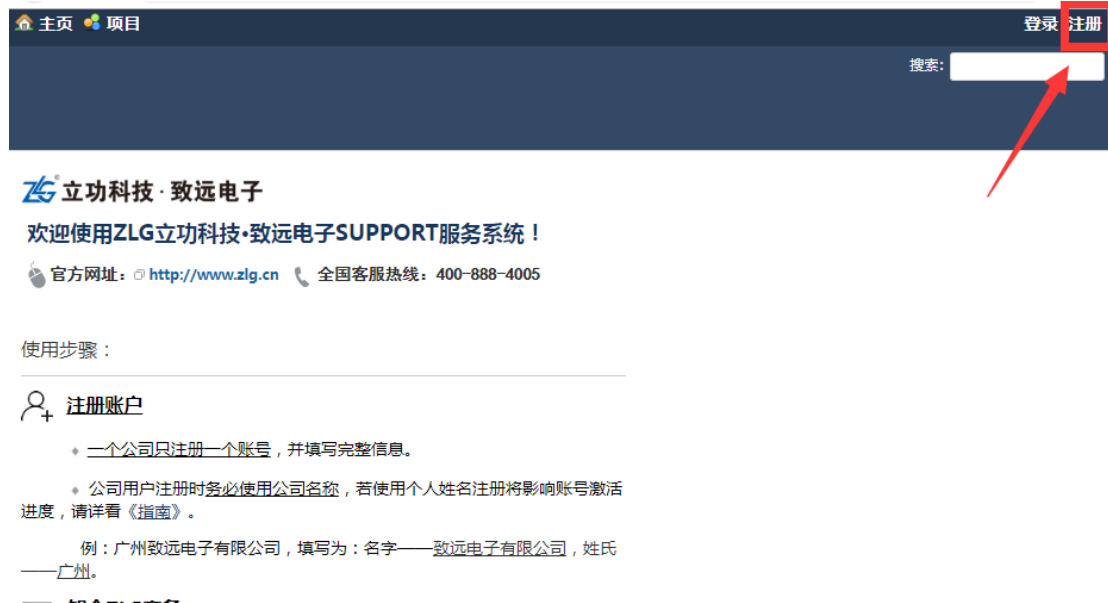 主页 项目
登录 注册
搜索:
ZLG® 立功科技·致远电子
欢迎使用ZLG立功科技•致远电子SUPPORT服务系统！
官方网址： http://www.zlg.cn 全国客服热线：400-888-4005
使用步骤：
注册账户
一个公司只注册一个账号，并填写完整信息。
公司用户注册时务必使用公司名称，若使用个人姓名注册将影响账号激活
进度，请详看《指南》。
例：广州致远电子有限公司，填写为：名字——致远电子有限公司，姓氏
——广州。